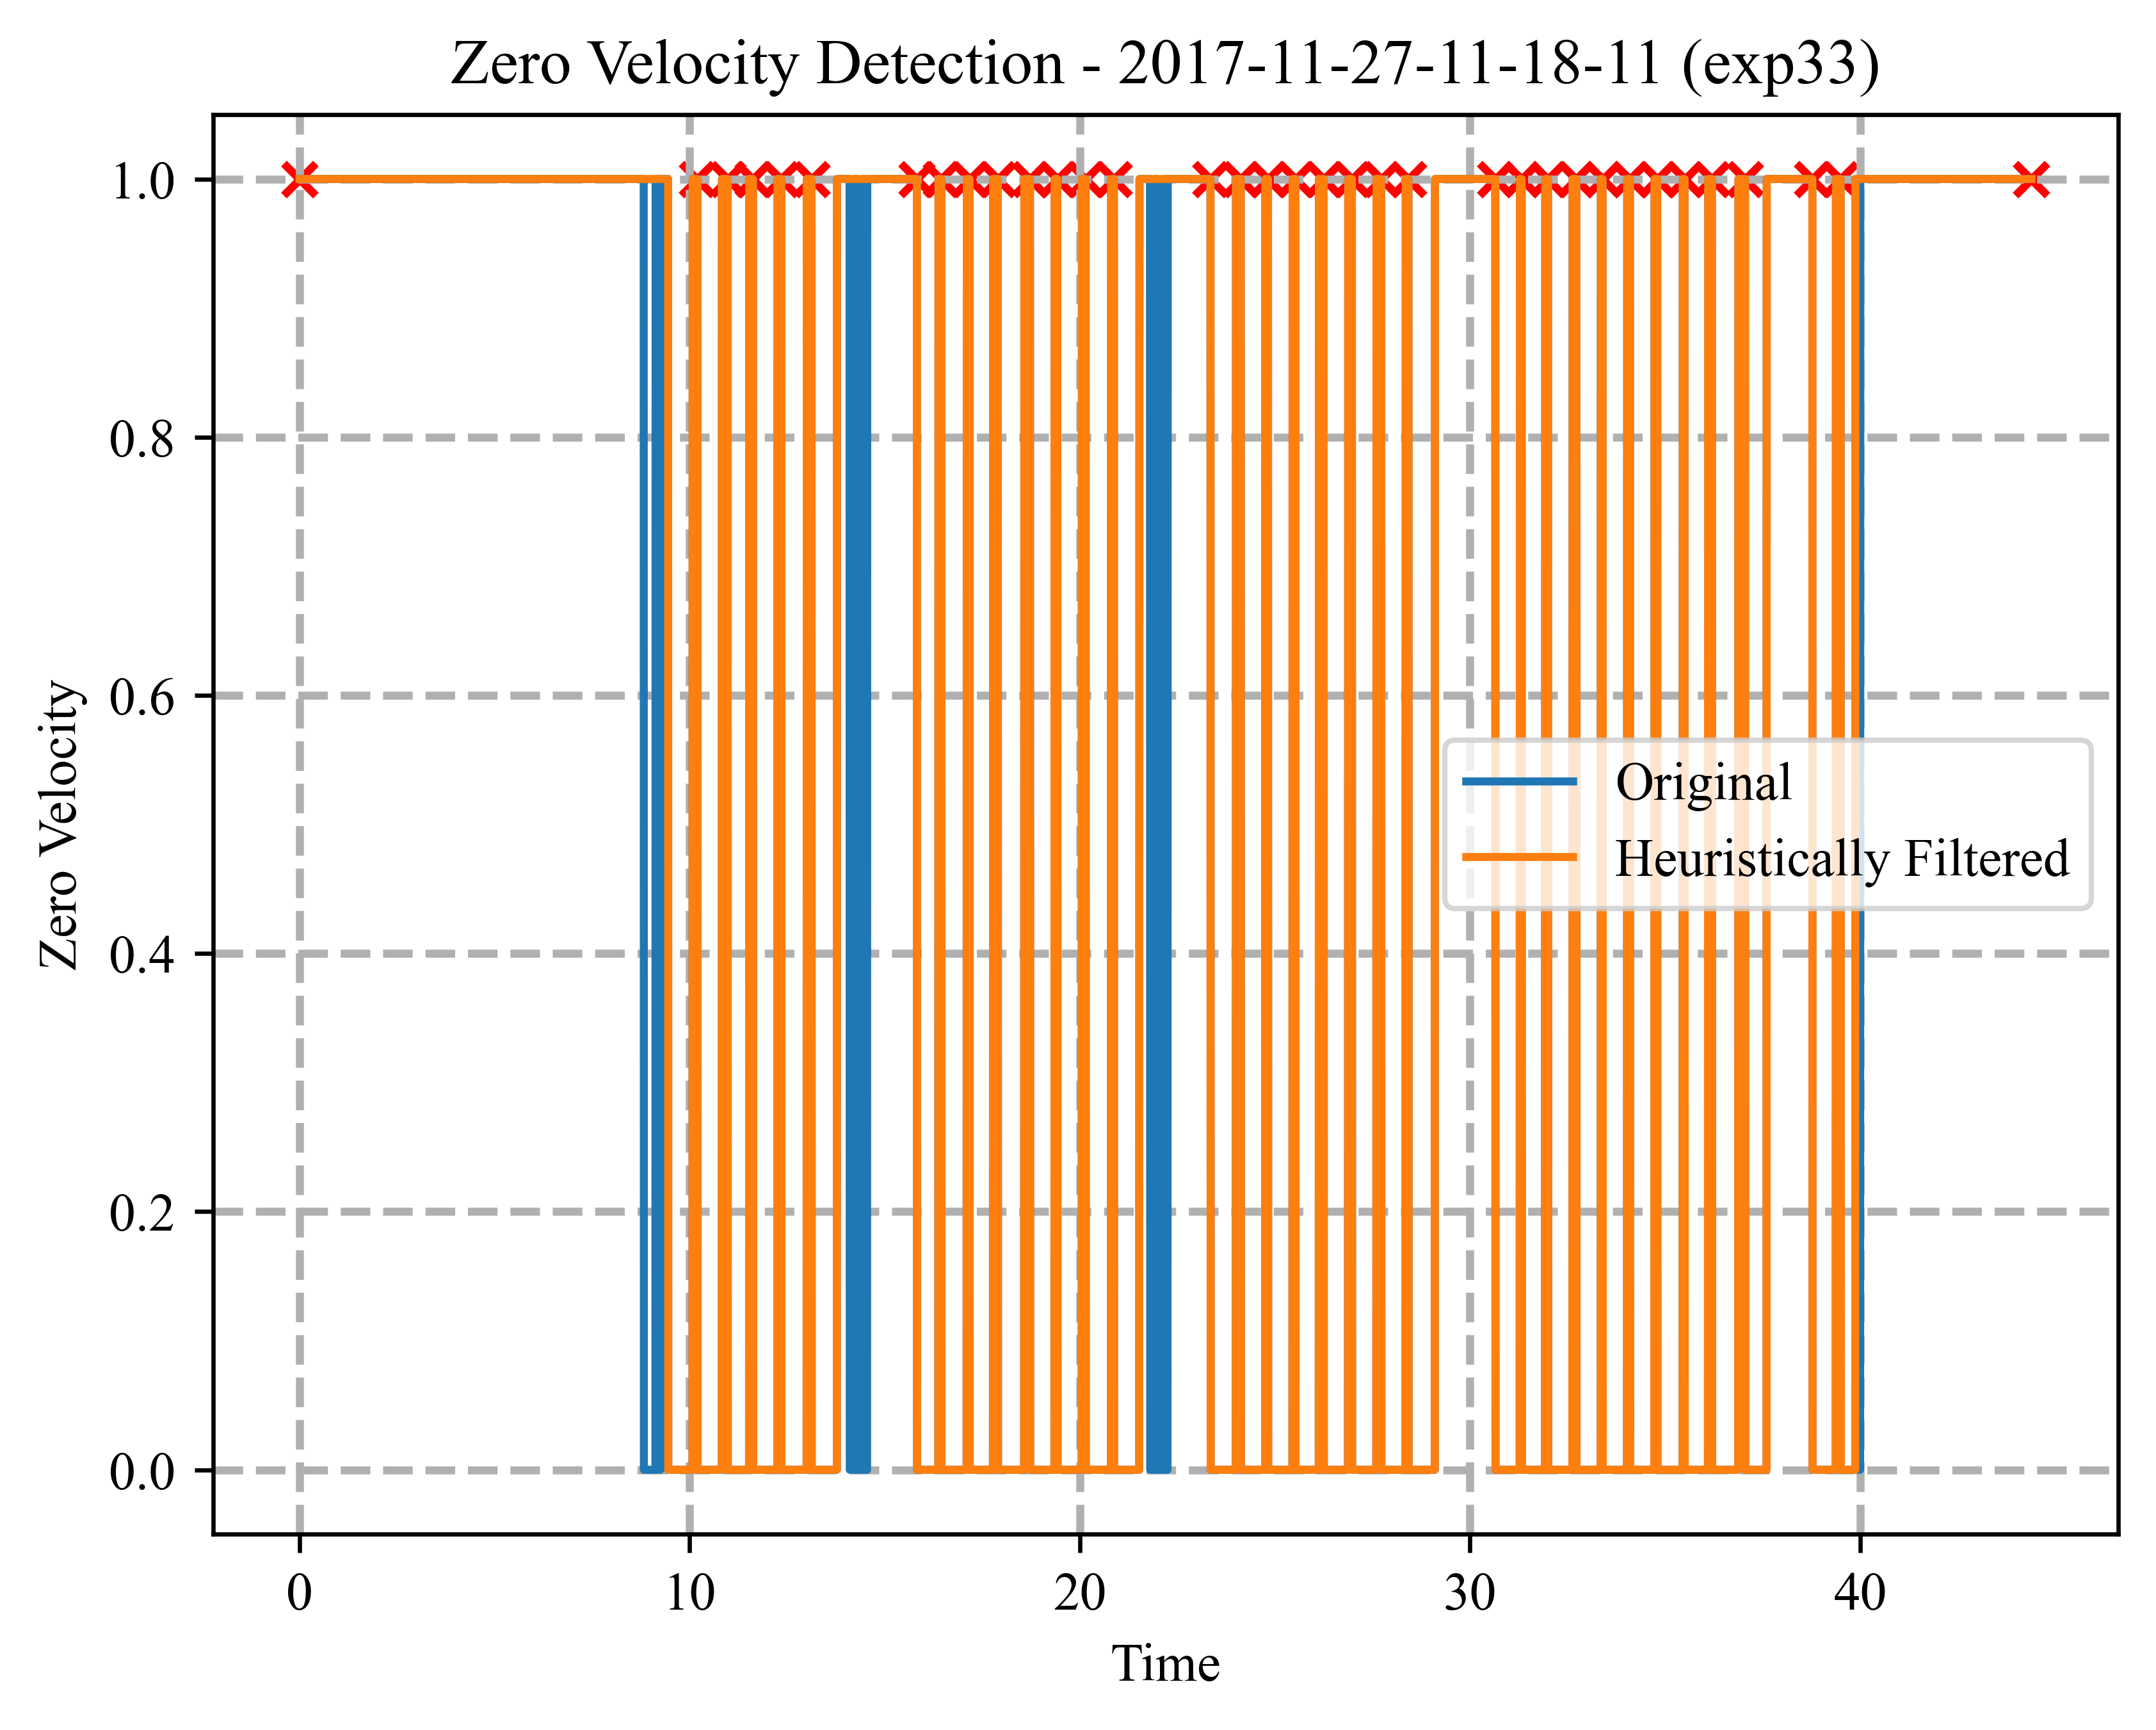 Zero Velocity Detection - 2017-11-27-11-18-11 (exp33)
1.0
0.8
0.6
0.4
0.2
0.0
Zero Velocity
Original
Heuristically Filtered
0 10 20 30 40
Time